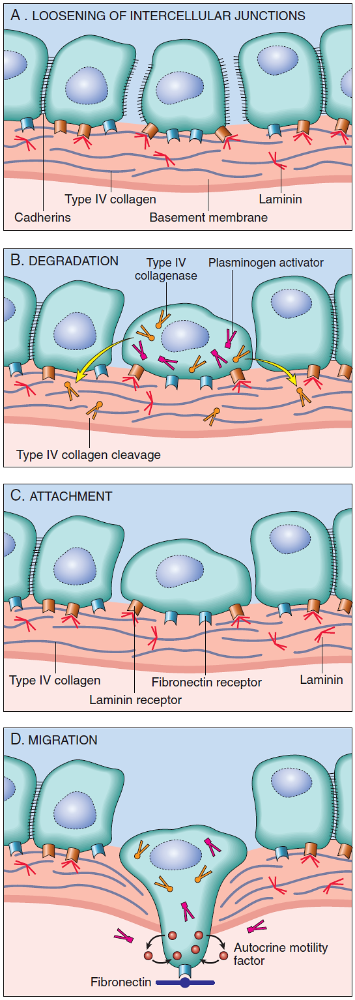 A. LOOSENING OF INTERCELLULAR JUNCTIONS
Type IV collagen
Laminin
Cadherins
Basement membrane
B. DEGRADATION
Type IV
collagenase
Plasminogen activator
Type IV collagen cleavage
C. ATTACHMENT
Type IV collagen
Fibronectin receptor
Laminin
Laminin receptor
D. MIGRATION
Autocrine motility
factor
Fibronectin